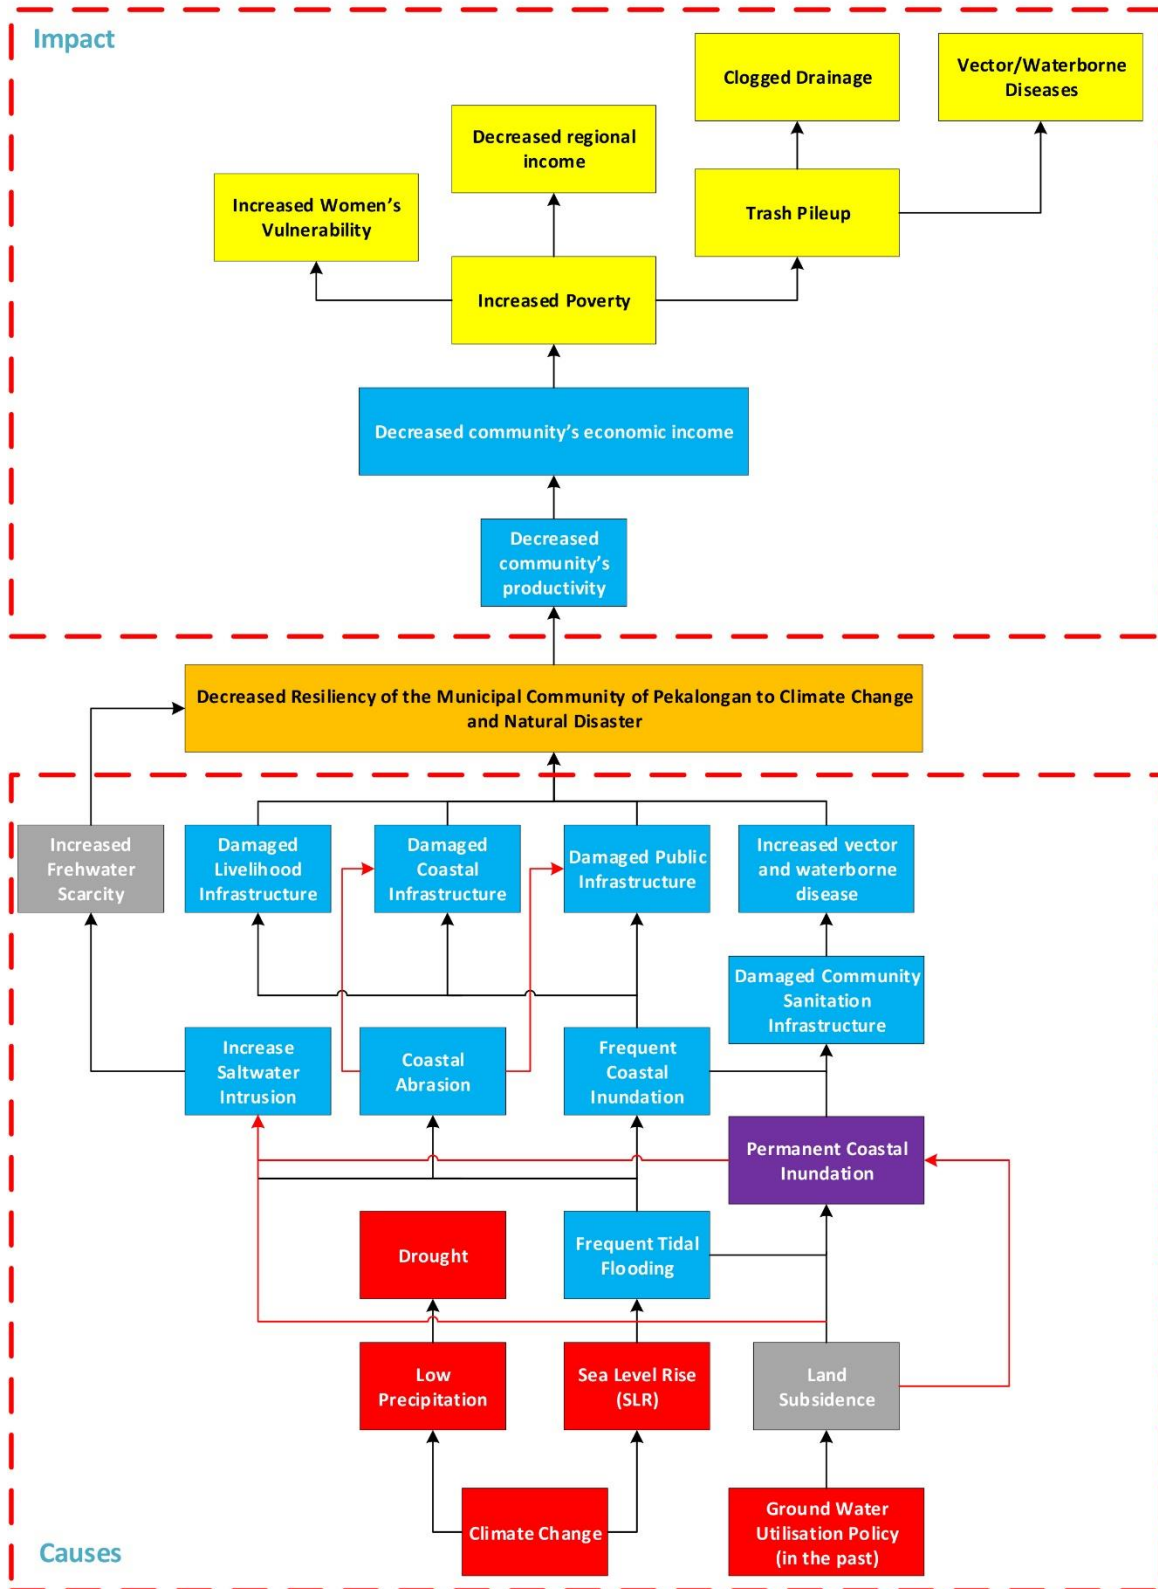 Impact
Clogged Drainage
Vector/Waterborne
Diseases
Decreased regional
income
Increased Women's
Vulnerability
Trash Pileup
Increased Poverty
Decreased community's economic income
Decreased
community's
productivity
Decreased Resiliency of the Municipal Community of Pekalongan to Climate Change
and Natural Disaster
Increased
Frehwater
Scarcity
Damaged
Livelihood
Infrastructure
Damaged
Coastal
Infrastructure
Damaged Public
Infrastructure
Increased vector
and waterborne
disease
Damaged Community
Sanitation
Infrastructure
Increase
Saltwater
Intrusion
Coastal
Abrasion
Frequent
Coastal
Inundation
Permanent Coastal
Inundation
Drought
Frequent Tidal
Flooding
Low
Precipitation
Sea Level Rise
(SLR)
Land
Subsidence
Climate Change
Ground Water
Utilisation Policy
(in the past)
Causes